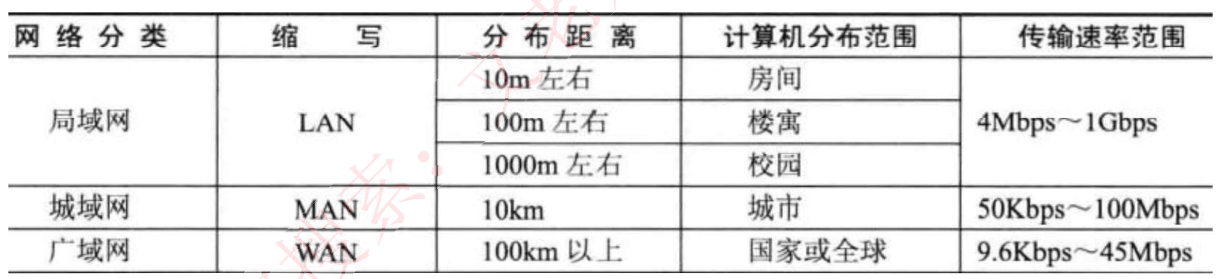 网络分类 缩写 分布距离 计算机分布范围 传输速率范围
局域网 LAN 10m 左右 房间 4Mbps～1Gbps
100m 左右 楼寓
1000m 左右 校园
城域网 MAN 10km 城市 50Kbps～100Mbps
广域网 WAN 100km 以上 国家或全球 9.6Kbps～45Mbps